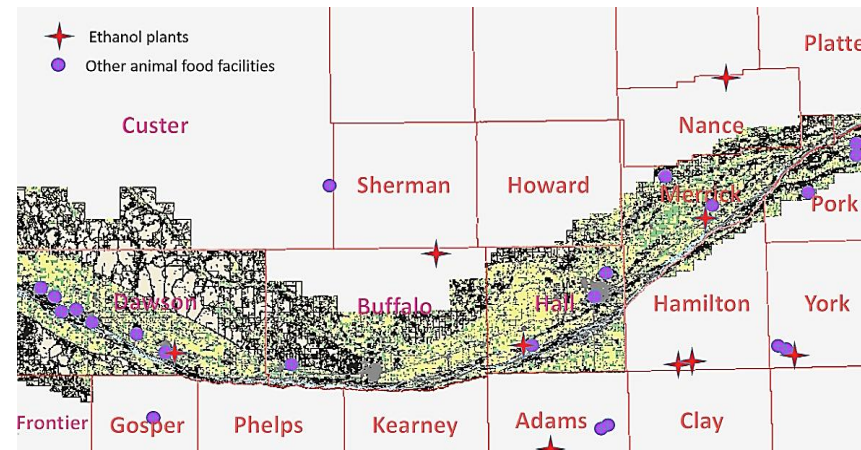 Ethanol plants
Other animal food facilities
Platte
Custer
Nance
Sherman
Howard
Merrick
Pork
Dawson
Buffalo
Hall
Hamilton
York
Frontier
Gosper
Phelps
Kearney
Adams
Clay